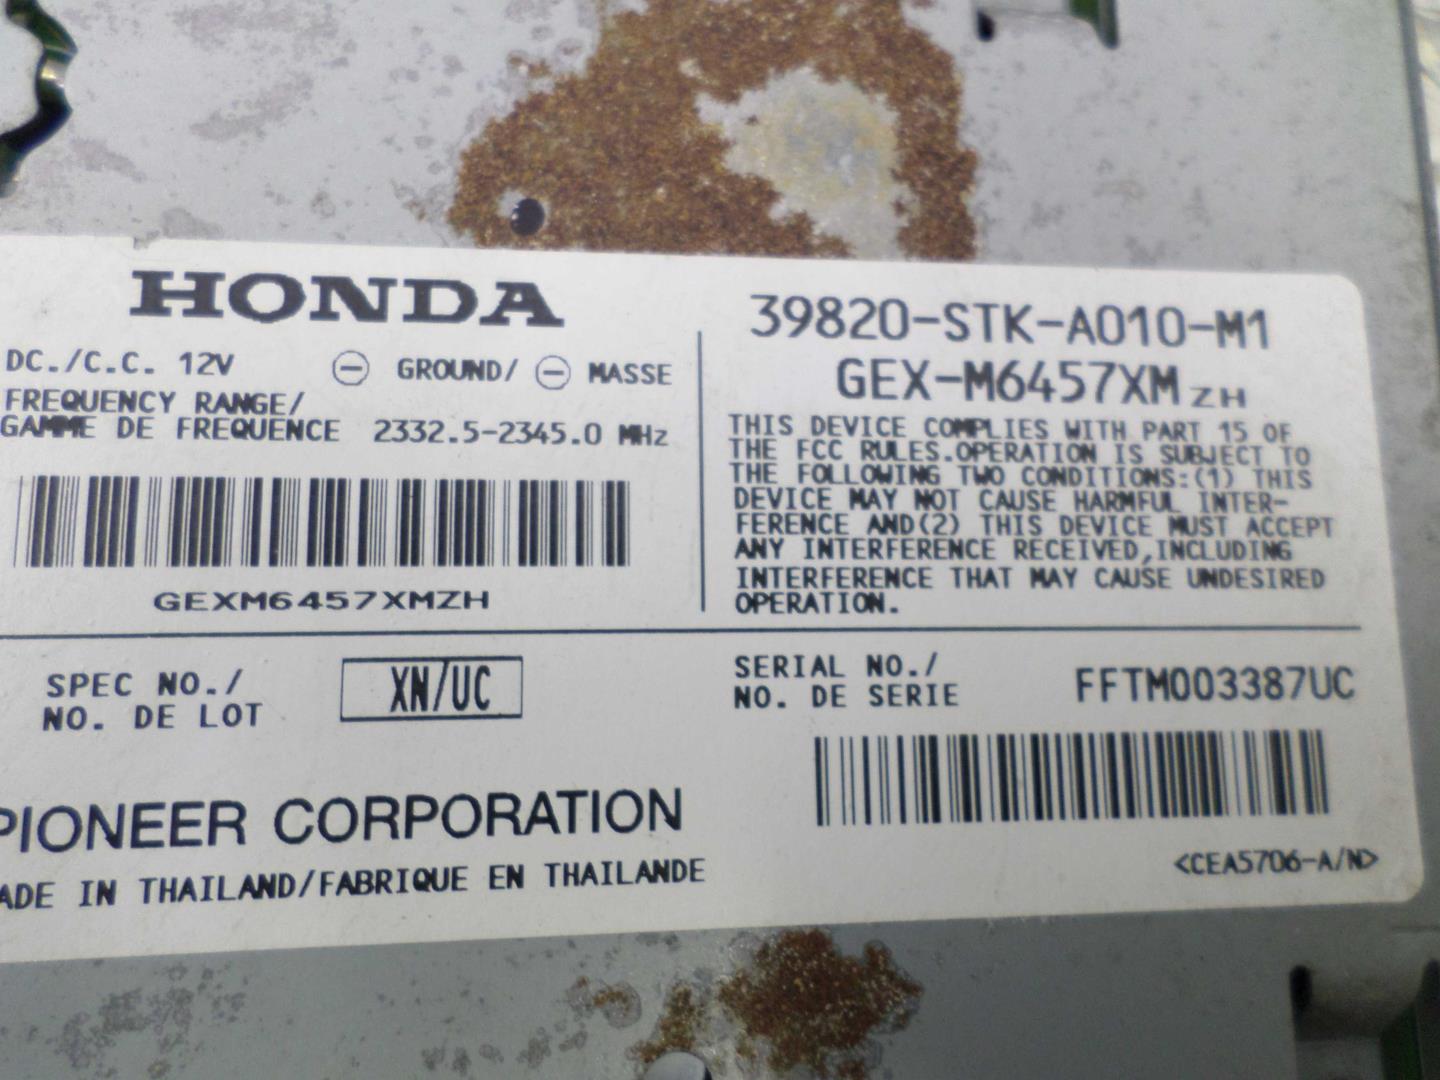 HONDA
DC./C.C. 12V ⊖ GROUND/ ⊖ MASSE
FREQUENCY RANGE/
GAMME DE FREQUENCE 2332.5-2345.0 MHz
GEXM6457XMZH
39820-STK-A010-M1
GEX-M6457XM ZH
THIS DEVICE COMPLIES WITH PART 15 OF
THE FCC RULES.OPERATION IS SUBJECT TO
THE FOLLOWING TWO CONDITIONS:(1) THIS
DEVICE MAY NOT CAUSE HARMFUL INTER-
FERENCE AND(2) THIS DEVICE MUST ACCEPT
ANY INTERFERENCE RECEIVED,INCLUDING
INTERFERENCE THAT MAY CAUSE UNDESIRED
OPERATION.
SPEC NO./
NO. DE LOT
XN/UC
SERIAL NO./
NO. DE SERIE
FFTM003387UC
PIONEER CORPORATION
ADE IN THAILAND/FABRIQUE EN THAILANDE
<CEA5706-A/N>